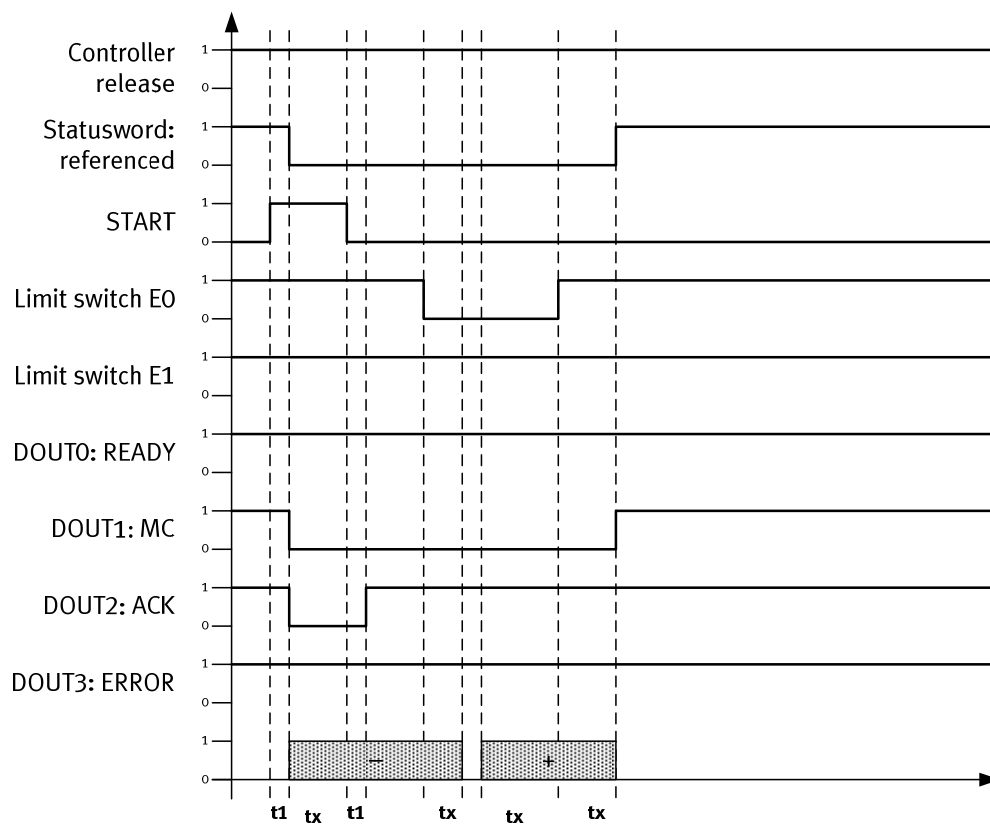 Controller
release
1
0
Statusword:
referenced
1
0
START
1
0
Limit switch E0
1
0
Limit switch E1
1
0
DOUT0: READY
1
0
DOUT1: MC
1
0
DOUT2: ACK
1
0
DOUT3: ERROR
1
0
1
0
– +
t1 tx t1 tx tx tx